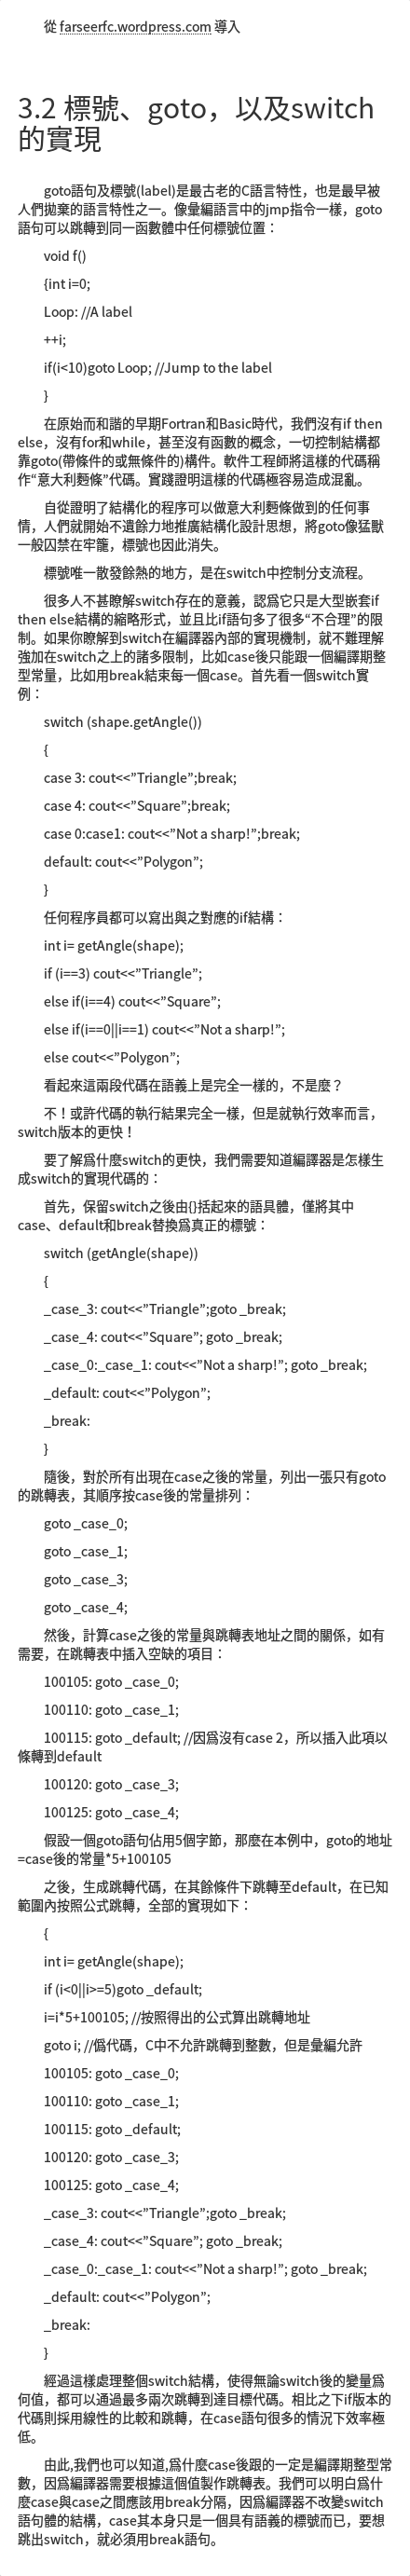 從 farseerfc.wordpress.com 導入
3.2 標號、goto，以及switch
的實現
goto語句及標號(label)是最古老的C語言特性，也是最早被
人們拋棄的語言特性之一。像彙編語言中的jmp指令一樣，goto
語句可以跳轉到同一函數體中任何標號位置：
void f()
{int i=0;
Loop: //A label
++i;
if(i<10)goto Loop; //Jump to the label
}
在原始而和諧的早期Fortran和Basic時代，我們沒有if then
else，沒有for和while，甚至沒有函數的概念，一切控制結構都
靠goto(帶條件的或無條件的)構件。軟件工程師將這樣的代碼稱
作“意大利麪條”代碼。實踐證明這樣的代碼極容易造成混亂。
自從證明了結構化的程序可以做意大利麪條做到的任何事
情，人們就開始不遺餘力地推廣結構化設計思想，將goto像猛獸
一般囚禁在牢籠，標號也因此消失。
標號唯一散發餘熱的地方，是在switch中控制分支流程。
很多人不甚瞭解switch存在的意義，認爲它只是大型嵌套if
then else結構的縮略形式，並且比if語句多了很多“不合理”的限
制。如果你瞭解到switch在編譯器內部的實現機制，就不難理解
強加在switch之上的諸多限制，比如case後只能跟一個編譯期整
型常量，比如用break結束每一個case。首先看一個switch實
例：
switch (shape.getAngle())
{
case 3: cout<<”Triangle”;break;
case 4: cout<<”Square”;break;
case 0:case1: cout<<”Not a sharp!”;break;
default: cout<<”Polygon”;
}
任何程序員都可以寫出與之對應的if結構：
int i= getAngle(shape);
if (i==3) cout<<”Triangle”;
else if(i==4) cout<<”Square”;
else if(i==0||i==1) cout<<”Not a sharp!”;
else cout<<”Polygon”;
看起來這兩段代碼在語義上是完全一樣的，不是麼？
不！或許代碼的執行結果完全一樣，但是就執行效率而言，
switch版本的更快！
要了解爲什麼switch的更快，我們需要知道編譯器是怎樣生
成switch的實現代碼的：
首先，保留switch之後由{}括起來的語具體，僅將其中
case、default和break替換爲真正的標號：
switch (getAngle(shape))
{
_case_3: cout<<”Triangle”;goto _break;
_case_4: cout<<”Square”; goto _break;
_case_0:_case_1: cout<<”Not a sharp!”; goto _break;
_default: cout<<”Polygon”;
_break:
}
隨後，對於所有出現在case之後的常量，列出一張只有goto
的跳轉表，其順序按case後的常量排列：
goto _case_0;
goto _case_1;
goto _case_3;
goto _case_4;
然後，計算case之後的常量與跳轉表地址之間的關係，如有
需要，在跳轉表中插入空缺的項目：
100105: goto _case_0;
100110: goto _case_1;
100115: goto _default; //因爲沒有case 2，所以插入此項以
條轉到default
100120: goto _case_3;
100125: goto _case_4;
假設一個goto語句佔用5個字節，那麼在本例中，goto的地址
=case後的常量*5+100105
之後，生成跳轉代碼，在其餘條件下跳轉至default，在已知
範圍內按照公式跳轉，全部的實現如下：
{
int i= getAngle(shape);
if (i<0||i>=5)goto _default;
i=i*5+100105; //按照得出的公式算出跳轉地址
goto i; //僞代碼，C中不允許跳轉到整數，但是彙編允許
100105: goto _case_0;
100110: goto _case_1;
100115: goto _default;
100120: goto _case_3;
100125: goto _case_4;
_case_3: cout<<”Triangle”;goto _break;
_case_4: cout<<”Square”; goto _break;
_case_0:_case_1: cout<<”Not a sharp!”; goto _break;
_default: cout<<”Polygon”;
_break:
}
經過這樣處理整個switch結構，使得無論switch後的變量爲
何值，都可以通過最多兩次跳轉到達目標代碼。相比之下if版本的
代碼則採用線性的比較和跳轉，在case語句很多的情況下效率極
低。
由此,我們也可以知道,爲什麼case後跟的一定是編譯期整型常
數，因爲編譯器需要根據這個值製作跳轉表。我們可以明白爲什
麼case與case之間應該用break分隔，因爲編譯器不改變switch
語句體的結構，case其本身只是一個具有語義的標號而已，要想
跳出switch，就必須用break語句。